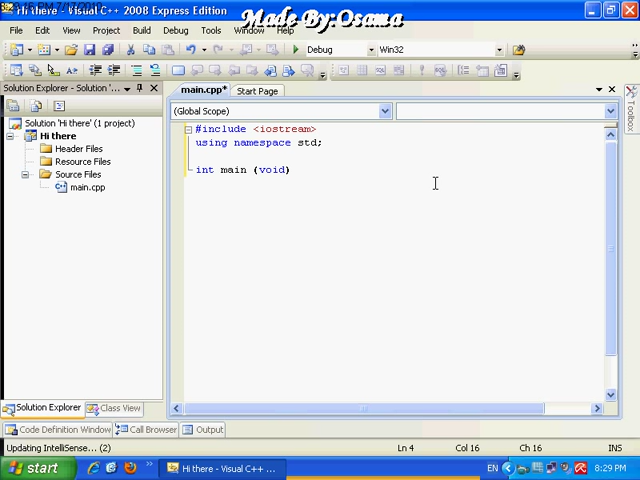 Hi there - Visual C++ 2008 Express Edition
Made By:Osama
File Edit View Project Build Debug Tools Window Help
Debug Win32
Solution Explorer - Solution '...
main.cpp* Start Page
(Global Scope)
Toolbox
Solution 'Hi there' (1 project)
Hi there
Header Files
Resource Files
Source Files
main.cpp
#include <iostream>
using namespace std;
int main (void)
Solution Explorer Class View
Code Definition Window Call Browser Output
Updating IntelliSense... (2) Ln 4 Col 16 Ch 16 INS
start Hi there - Visual C++ ... EN 8:29 PM